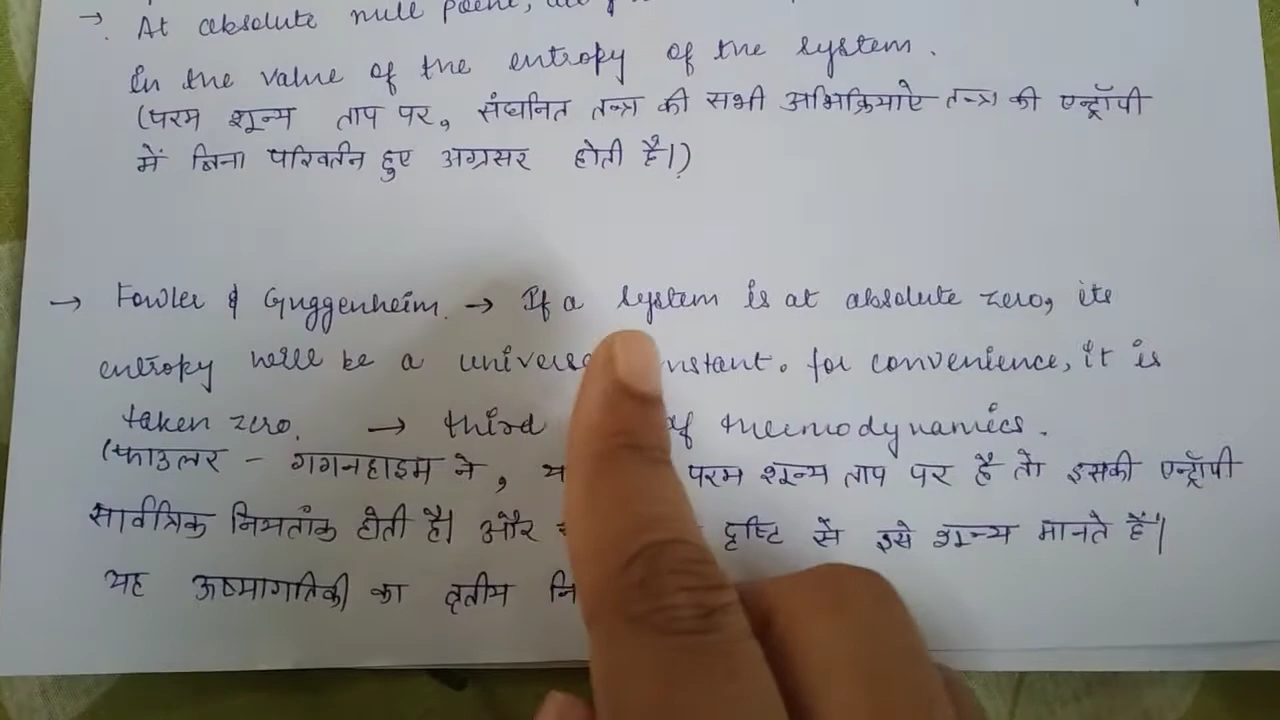 → At absolute null point, all
in the value of the entropy of the system.
(परम शून्य ताप पर, संघनित तन्त्र की सभी अभिक्रियाऐ तन्त्र की एन्ट्रॉपी
में बिना परिवर्तन हुए अग्रसर होती है।)
→ Fowler & Guggenheim. → If a system is at absolute zero, its
entropy will be a constant. for convenience, it is
taken zero. → third of thermodynamics.
(फाउलर - गगनहाइम ने, परम शून्य ताप पर है तो इसकी एन्ट्रॉपी
सार्वत्रिक नियतांक होती है। और दृष्टि से इसे शून्य मानते है।
यह ऊष्मागतिकी का तृतीय